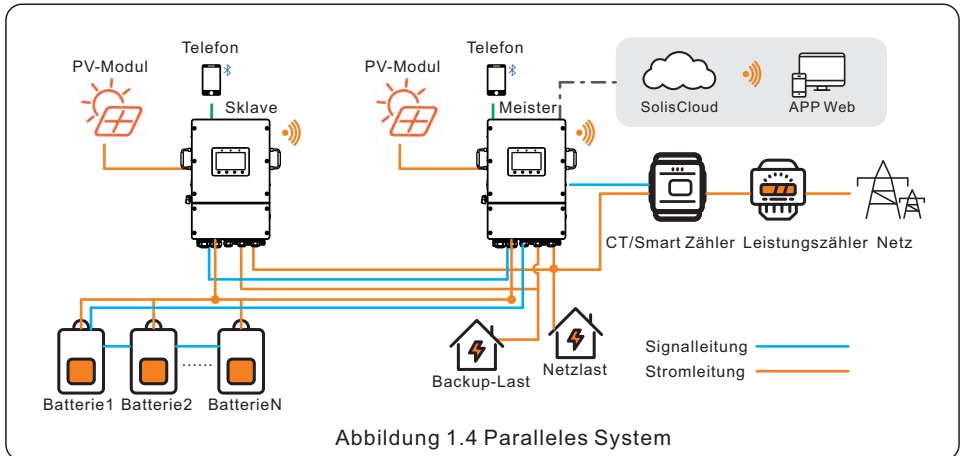 Telefon
Telefon
PV-Modul
PV-Modul
Sklave
Meister
SolisCloud
APP Web
CT/Smart Zähler
Leistungszähler
Netz
Backup-Last
Netzlast
Signalleitung
Stromleitung
......
Batterie1
Batterie2
BatterieN
Abbildung 1.4 Paralleles System